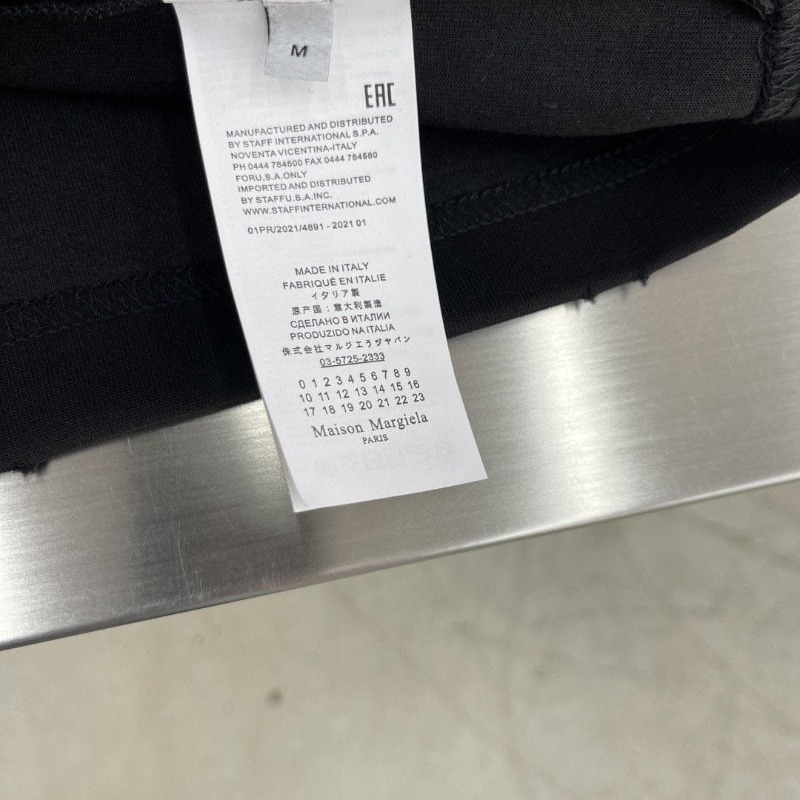 M
EAC
MANUFACTURED AND DISTRIBUTED
BY STAFF INTERNATIONAL S.P.A.
NOVENTA VICENTINA-ITALY
PH 0444 784500 FAX 0444 784580
FORU,S.A.ONLY
IMPORTED AND DISTRIBUTED
BY STAFFU.S.A.INC.
WWW.STAFFINTERNATIONAL.COM
01PR/2021/4891 - 2021 01
MADE IN ITALY
FABRIQUÉ EN ITALIE
イタリア製
原产国:意大利製造
СДЕЛАНО В ИТАЛИИ
PRODUZIDO NA ITALIA
株式会社マルジエラジャパン
03-5725-2333
0 1 2 3 4 5 6 7 8 9
10 11 12 13 14 15 16
17 18 19 20 21 22 23
Maison Margiela
PARIS